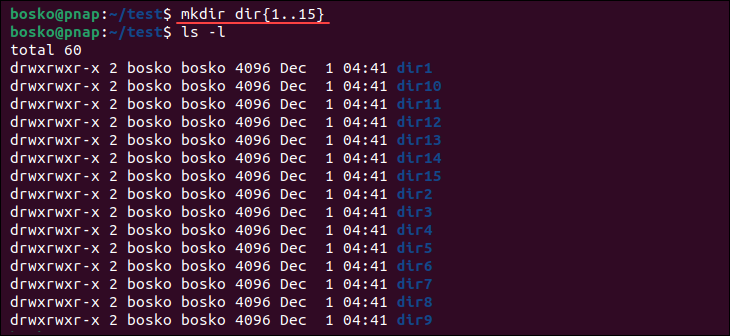 bosko@pnap:~/test$ mkdir dir{1..15}
bosko@pnap:~/test$ ls -l
total 60
drwxrwxr-x 2 bosko bosko 4096 Dec  1 04:41 dir1
drwxrwxr-x 2 bosko bosko 4096 Dec  1 04:41 dir10
drwxrwxr-x 2 bosko bosko 4096 Dec  1 04:41 dir11
drwxrwxr-x 2 bosko bosko 4096 Dec  1 04:41 dir12
drwxrwxr-x 2 bosko bosko 4096 Dec  1 04:41 dir13
drwxrwxr-x 2 bosko bosko 4096 Dec  1 04:41 dir14
drwxrwxr-x 2 bosko bosko 4096 Dec  1 04:41 dir15
drwxrwxr-x 2 bosko bosko 4096 Dec  1 04:41 dir2
drwxrwxr-x 2 bosko bosko 4096 Dec  1 04:41 dir3
drwxrwxr-x 2 bosko bosko 4096 Dec  1 04:41 dir4
drwxrwxr-x 2 bosko bosko 4096 Dec  1 04:41 dir5
drwxrwxr-x 2 bosko bosko 4096 Dec  1 04:41 dir6
drwxrwxr-x 2 bosko bosko 4096 Dec  1 04:41 dir7
drwxrwxr-x 2 bosko bosko 4096 Dec  1 04:41 dir8
drwxrwxr-x 2 bosko bosko 4096 Dec  1 04:41 dir9